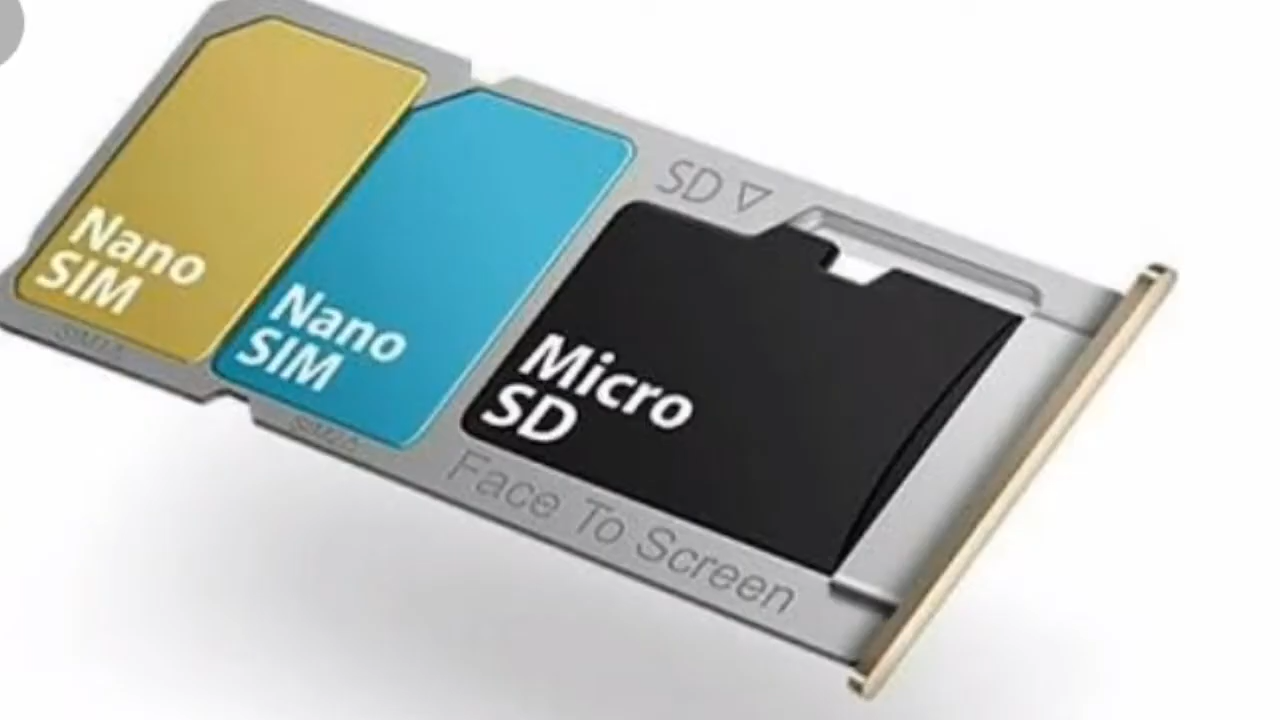 Nano
SIM
Nano
SIM
SD
Micro
SD
Face To Screen